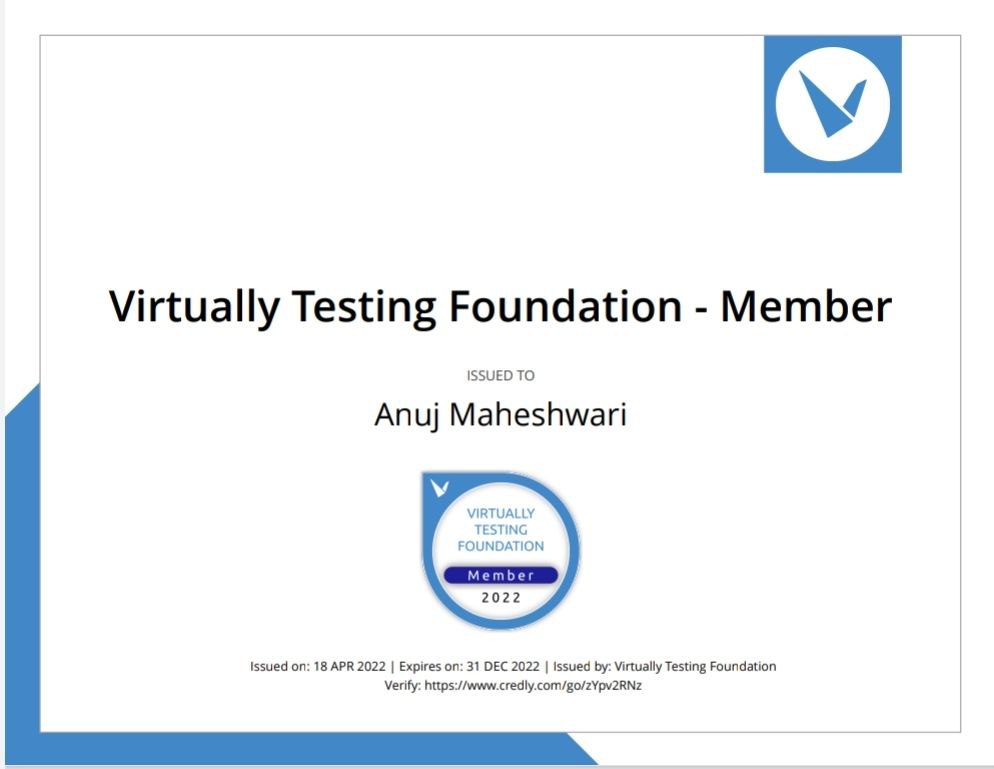 Virtually Testing Foundation - Member
ISSUED TO
Anuj Maheshwari
VIRTUALLY
TESTING
FOUNDATION
Member
2022
Issued on: 18 APR 2022 | Expires on: 31 DEC 2022 | Issued by: Virtually Testing Foundation
Verify: https://www.credly.com/go/zYpv2RNz